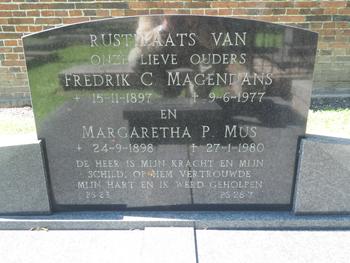 RUSTPLAATS VAN
ONZE LIEVE OUDERS
FREDRIK C. MAGENDANS
+ 15-11-1897 + 9-6-1977
EN
MARGARETHA P. MUS
+ 24-9-1898 + 27-1-1980
DE HEER IS MIJN KRACHT EN MIJN
SCHILD, OP HEM VERTROUWDE
MIJN HART EN IK WERD GEHOLPEN
PS 23 PS 28-7